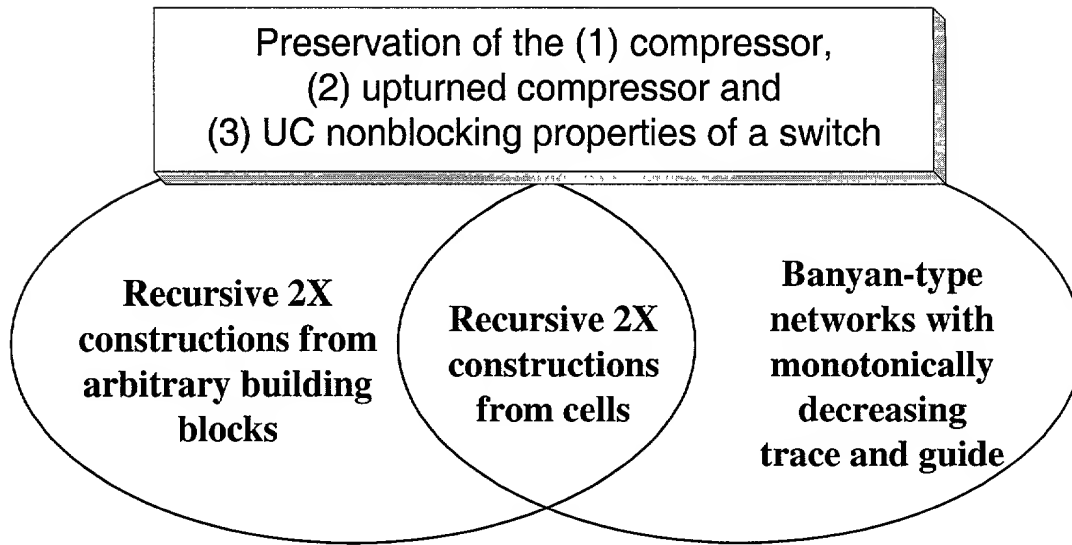 Preservation of the (1) compressor,
(2) upturned compressor and
(3) UC nonblocking properties of a switch
Recursive 2X
constructions from
arbitrary building
blocks
Recursive 2X
constructions
from cells
Banyan-type
networks with
monotonically
decreasing
trace and guide